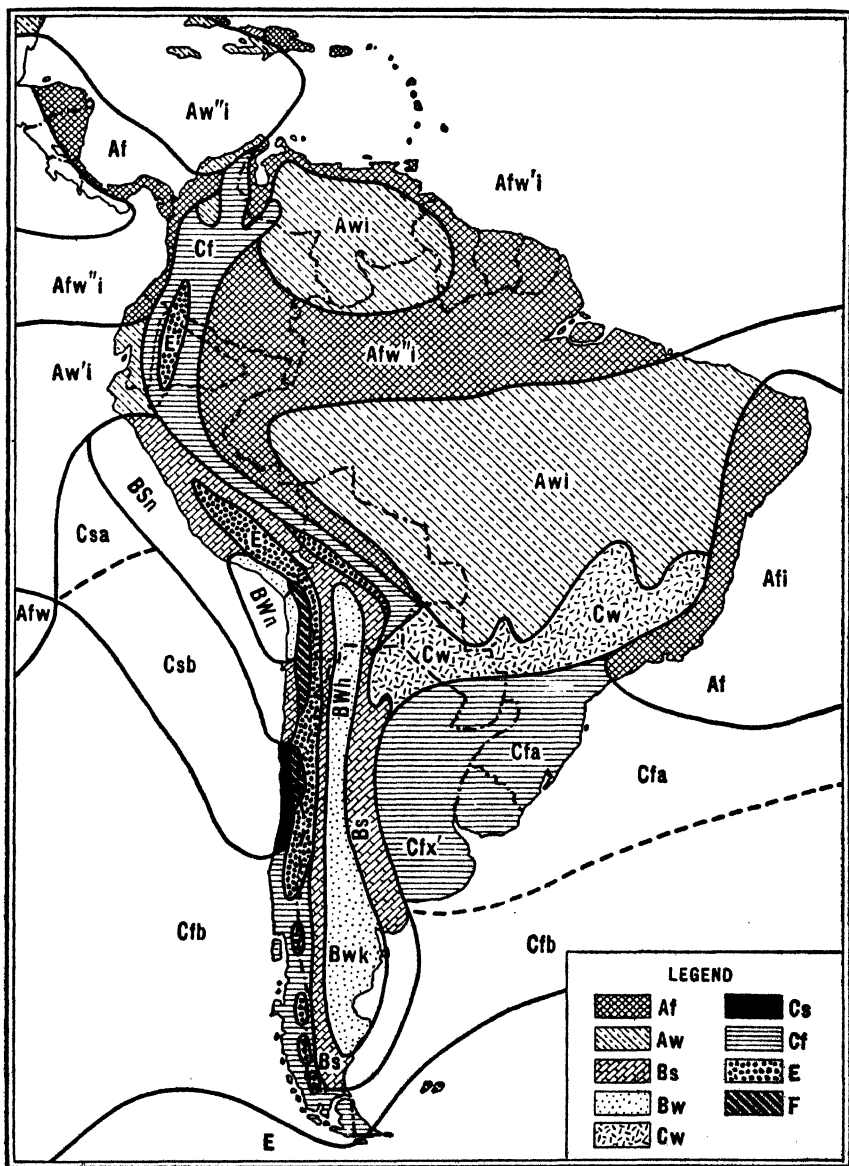 Aw"i
Af
Afw'i
Awi
Cf
Afw"i
E
Afw"i
Aw'i
BSn
Awi
Csa
E
BWn
Afi
Afw
Cw
Csb
Cw
BWh
Af
Cfa
Cfa
Bs
Cfx'
Cfb
Bwk
Cfb
Bs
E
LEGEND
Af
Cs
Aw
Cf
Bs
E
Bw
F
Cw